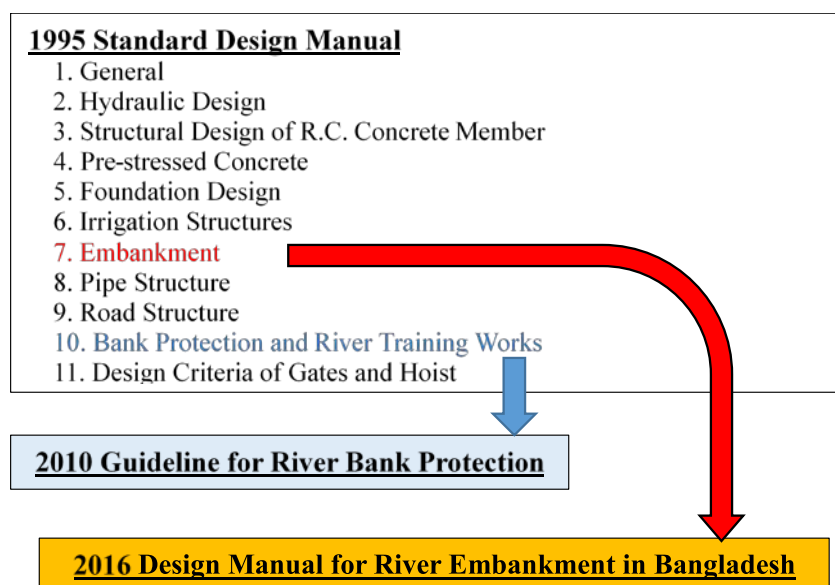 1995 Standard Design Manual
1. General
2. Hydraulic Design
3. Structural Design of R.C. Concrete Member
4. Pre-stressed Concrete
5. Foundation Design
6. Irrigation Structures
7. Embankment
8. Pipe Structure
9. Road Structure
10. Bank Protection and River Training Works
11. Design Criteria of Gates and Hoist
2010 Guideline for River Bank Protection
2016 Design Manual for River Embankment in Bangladesh